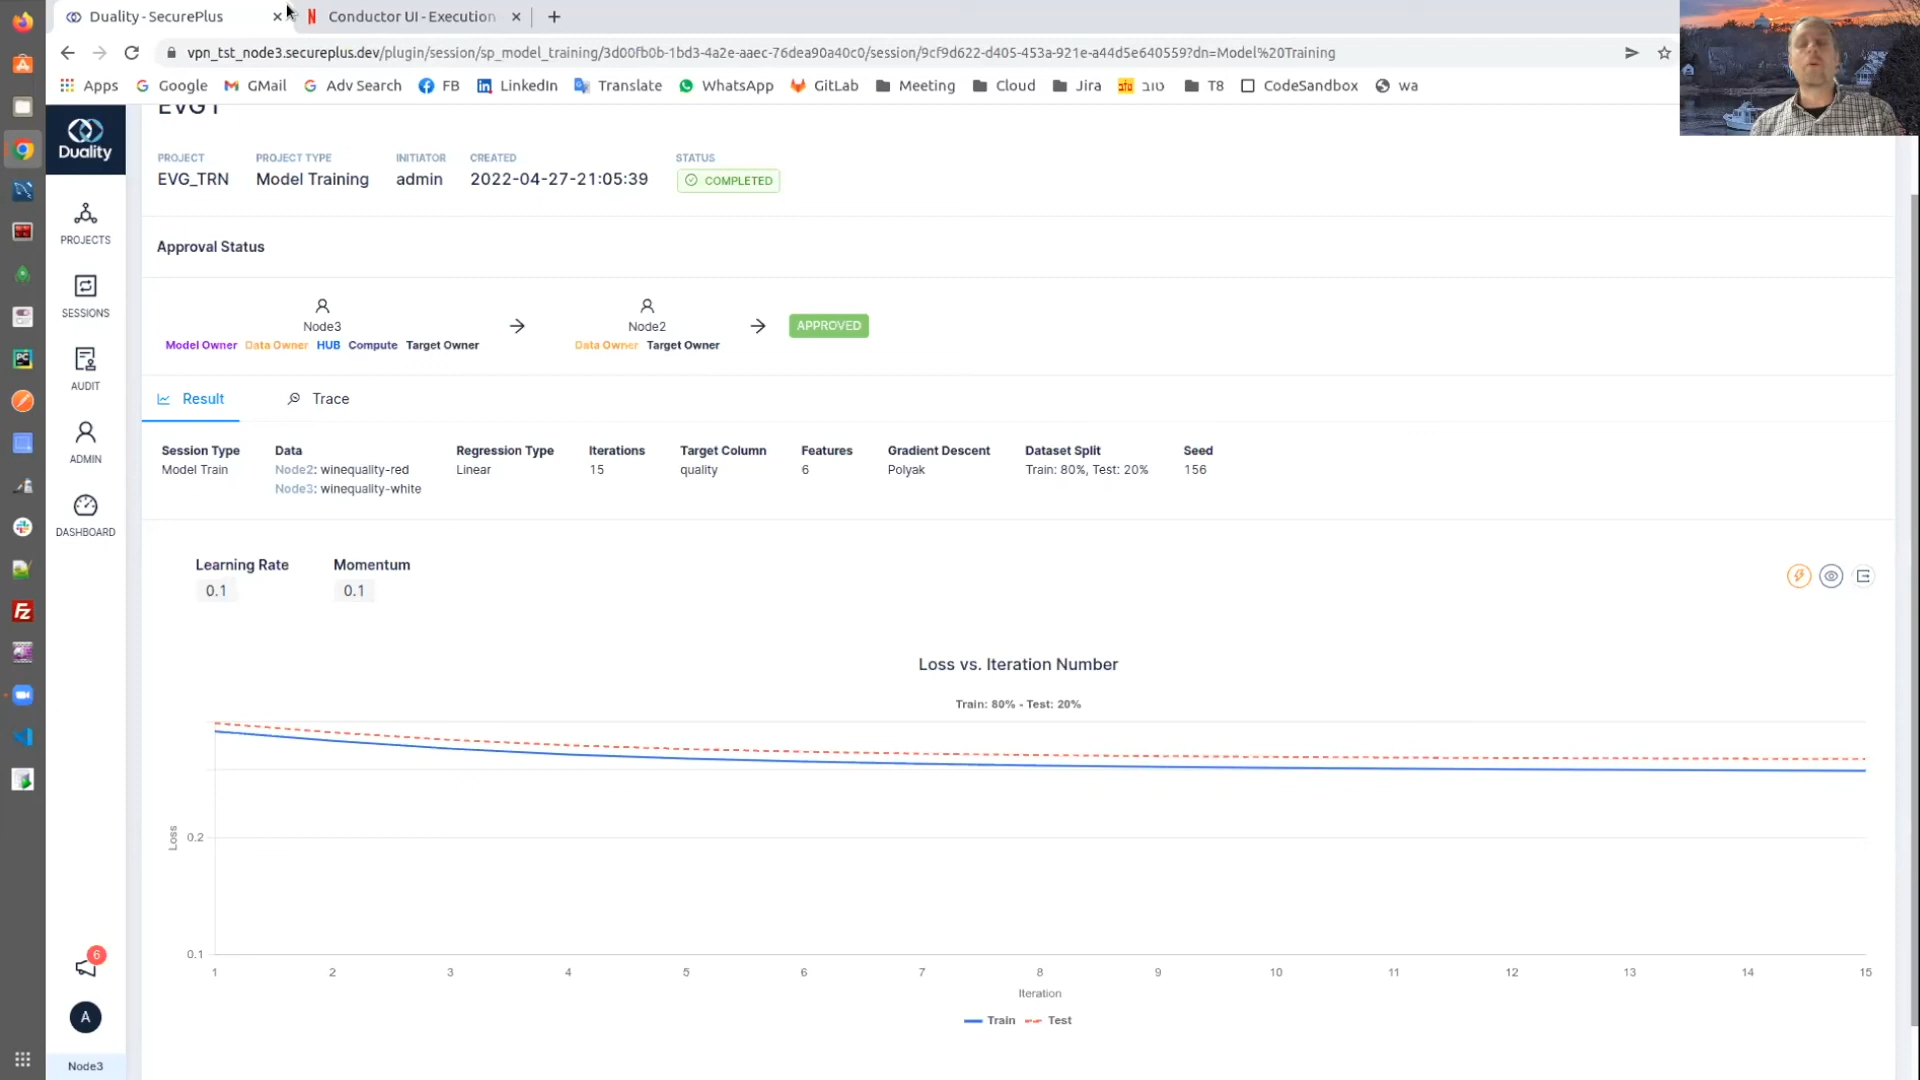 Duality - SecurePlus
Conductor UI - Execution
vpn_tst_node3.secureplus.dev/plugin/session/sp_model_training/3d00fb0b-1bd3-4a2e-aaec-76dea90a40c0/session/9cf9d622-d405-453a-921e-a44d5e640559?dn=Model%20Training
Apps Google GMail Adv Search FB LinkedIn Translate WhatsApp GitLab Meeting Cloud Jira טוב T8 CodeSandbox wa
Duality
PROJECTS
SESSIONS
AUDIT
ADMIN
DASHBOARD
6
A
Node3
PROJECT PROJECT TYPE INITIATOR CREATED STATUS
EVG_TRN Model Training admin 2022-04-27-21:05:39 COMPLETED
Approval Status
Node3 Node2 APPROVED
Model Owner Data Owner HUB Compute Target Owner Data Owner Target Owner
Result Trace
Session Type Data Regression Type Iterations Target Column Features Gradient Descent Dataset Split Seed
Model Train Node2: winequality-red Linear 15 quality 6 Polyak Train: 80%, Test: 20% 156
Node3: winequality-white
Learning Rate Momentum
0.1 0.1
Loss vs. Iteration Number
Train: 80% - Test: 20%
Loss
0.2
0.1
1 2 3 4 5 6 7 8 9 10 11 12 13 14 15
Iteration
Train Test